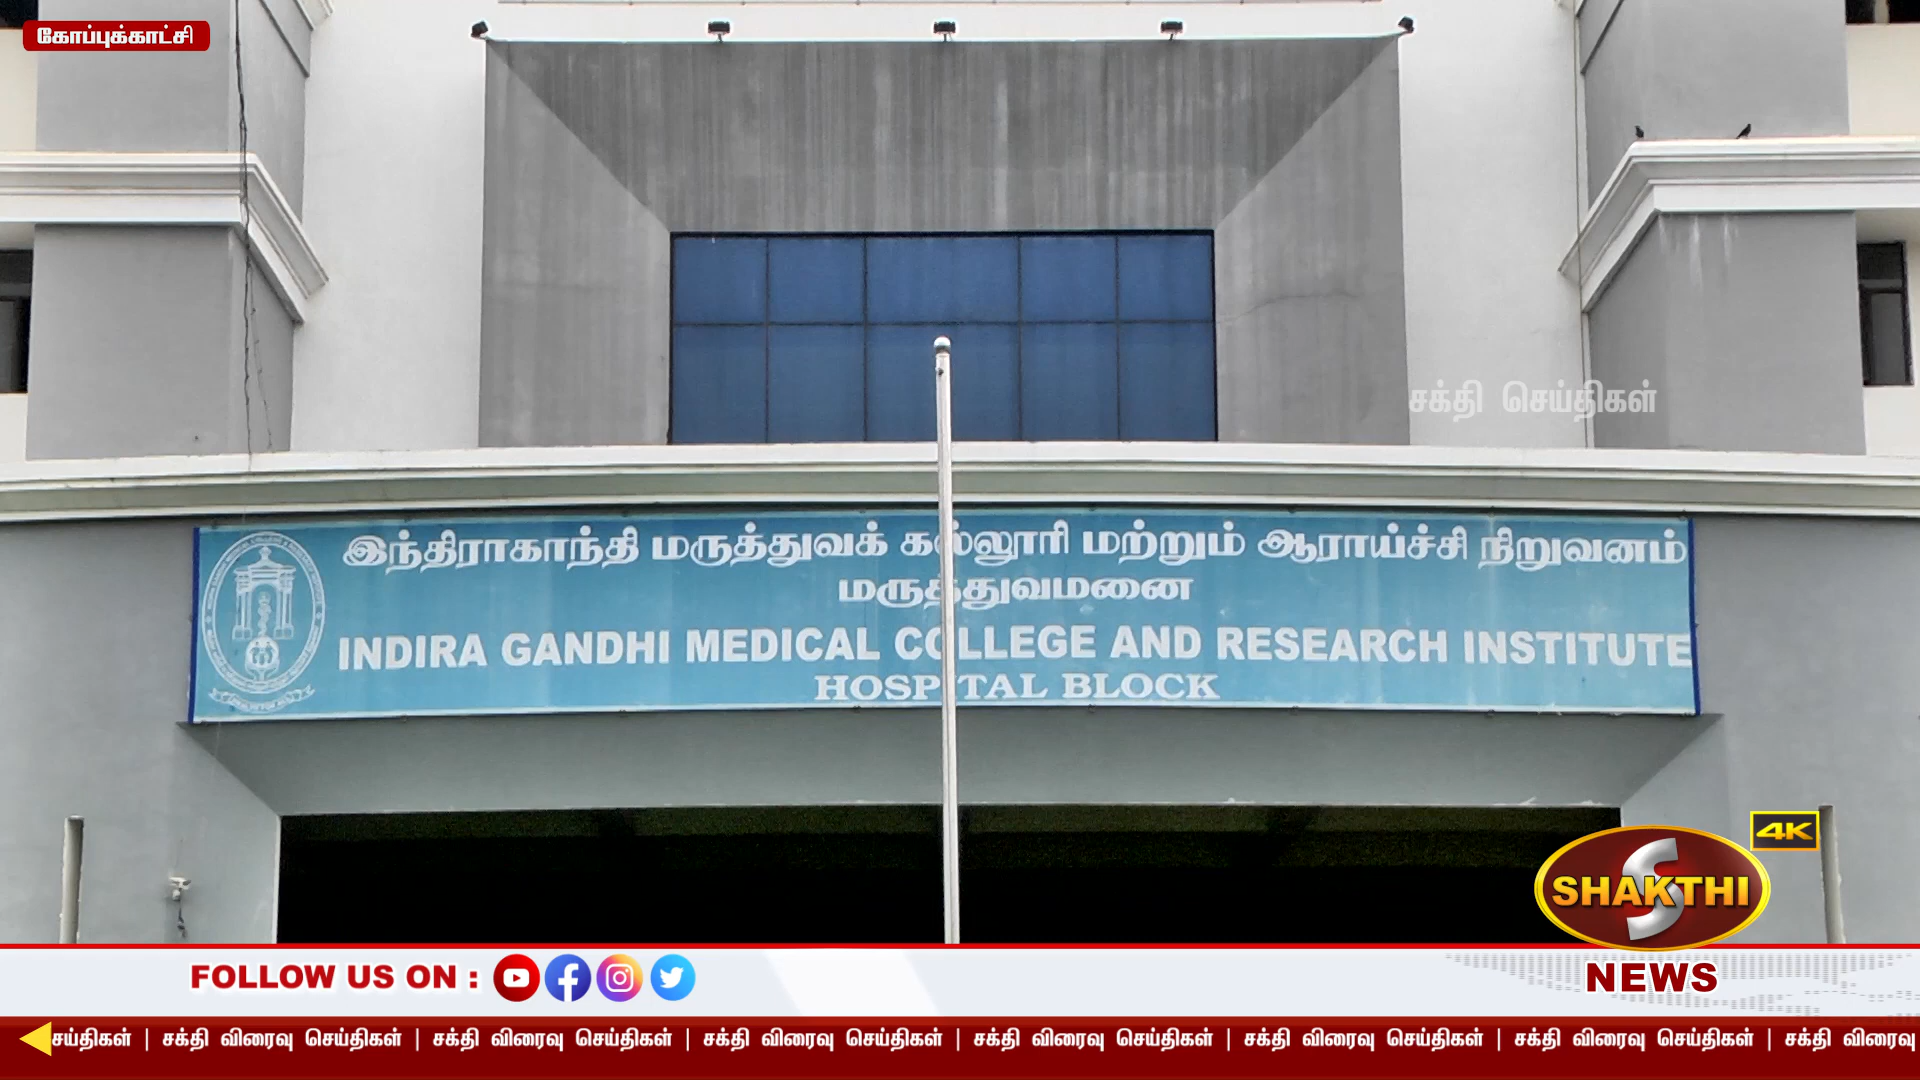 கோப்புக்காட்சி
சக்தி செய்திகள்
இந்திராகாந்தி மருத்துவக் கல்லூரி மற்றும் ஆராய்ச்சி நிறுவனம்
மருத்துவமனை
INDIRA GANDHI MEDICAL COLLEGE AND RESEARCH INSTITUTE
HOSPITAL BLOCK
4K
SHAKTHI
NEWS
FOLLOW US ON :
சய்திகள் | சக்தி விரைவு செய்திகள் | சக்தி விரைவு செய்திகள் | சக்தி விரைவு செய்திகள் | சக்தி விரைவு செய்திகள் | சக்தி விரைவு செய்திகள் | சக்தி விரைவு செய்திகள் | சக்தி விரைவு